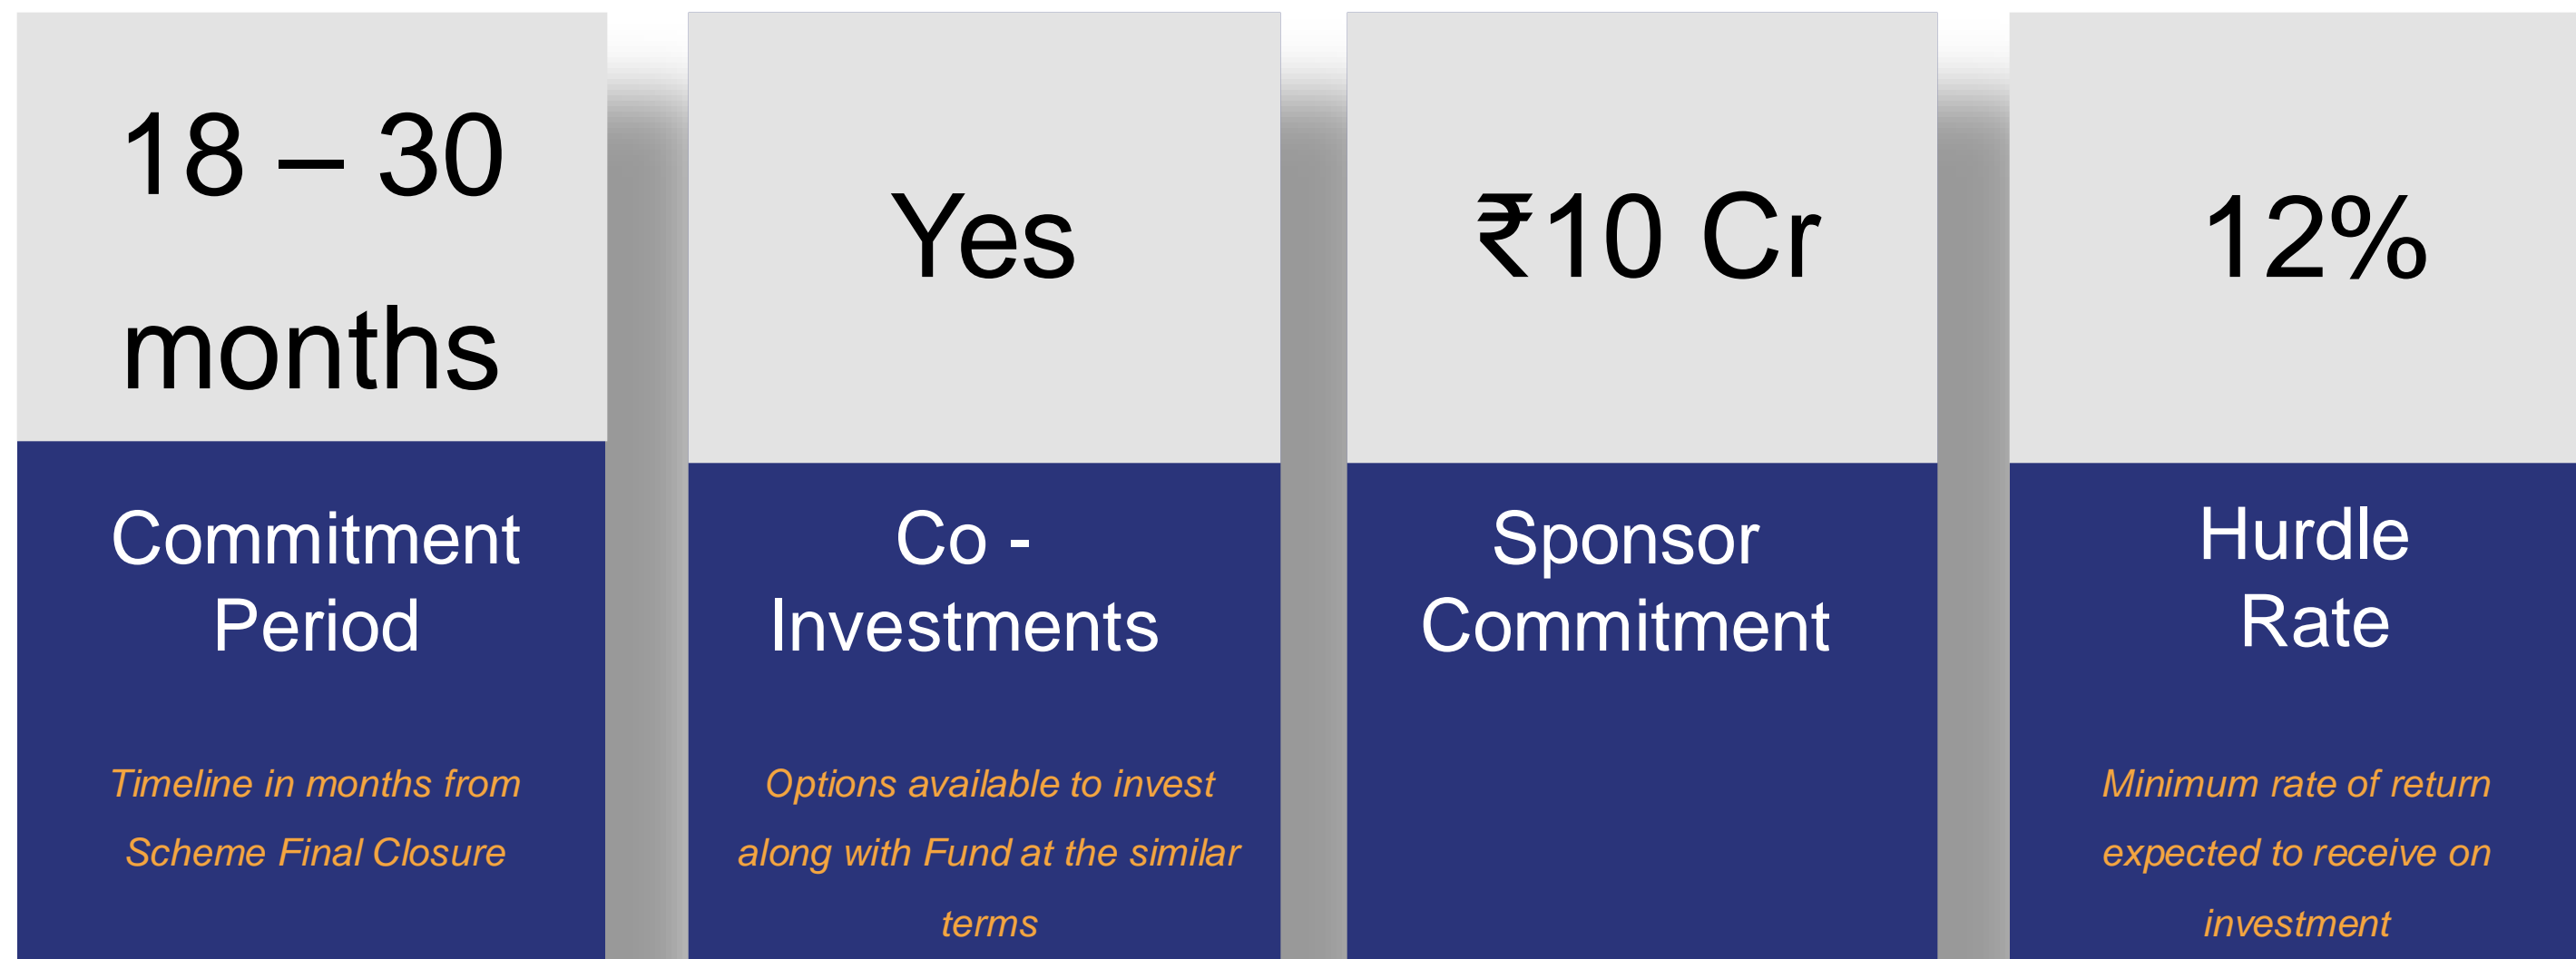 18 – 30
months
Commitment
Period
Timeline in months from
Scheme Final Closure
Yes
Co -
Investments
Options available to invest
along with Fund at the similar
terms
₹10 Cr
Sponsor
Commitment
12%
Hurdle
Rate
Minimum rate of return
expected to receive on
investment